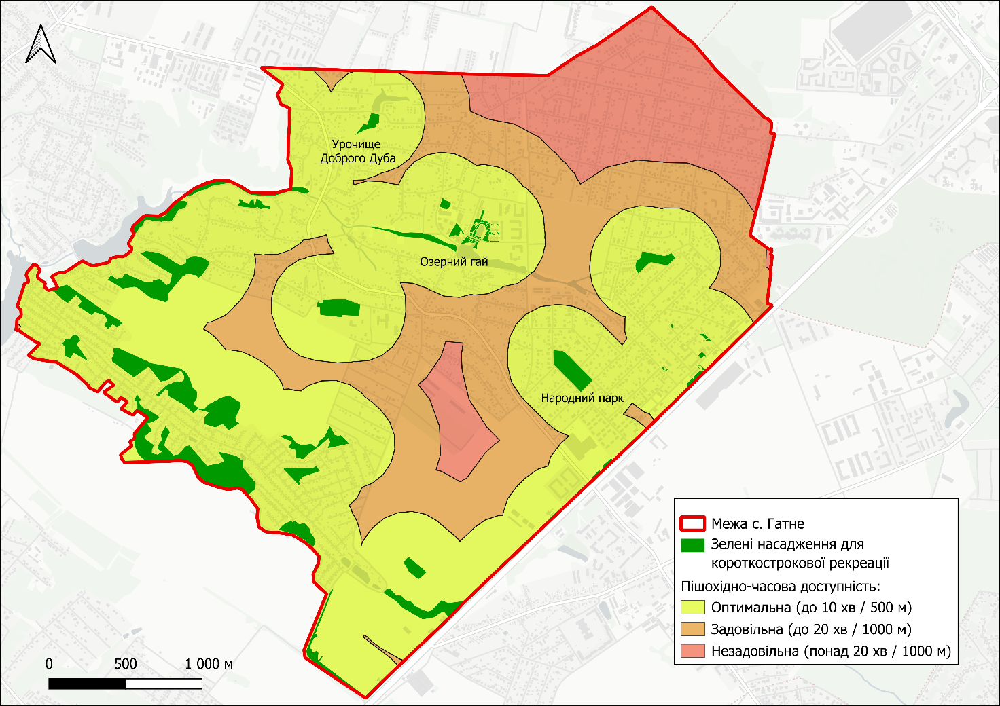 Урочище
Доброго Дуба
Озерний гай
Народний парк
Межа с. Гатне
Зелені насадження для
короткострокової рекреації
Пішохідно-часова доступність:
Оптимальна (до 10 хв / 500 м)
Задовільна (до 20 хв / 1000 м)
Незадовільна (понад 20 хв / 1000 м)
0 500 1 000 м